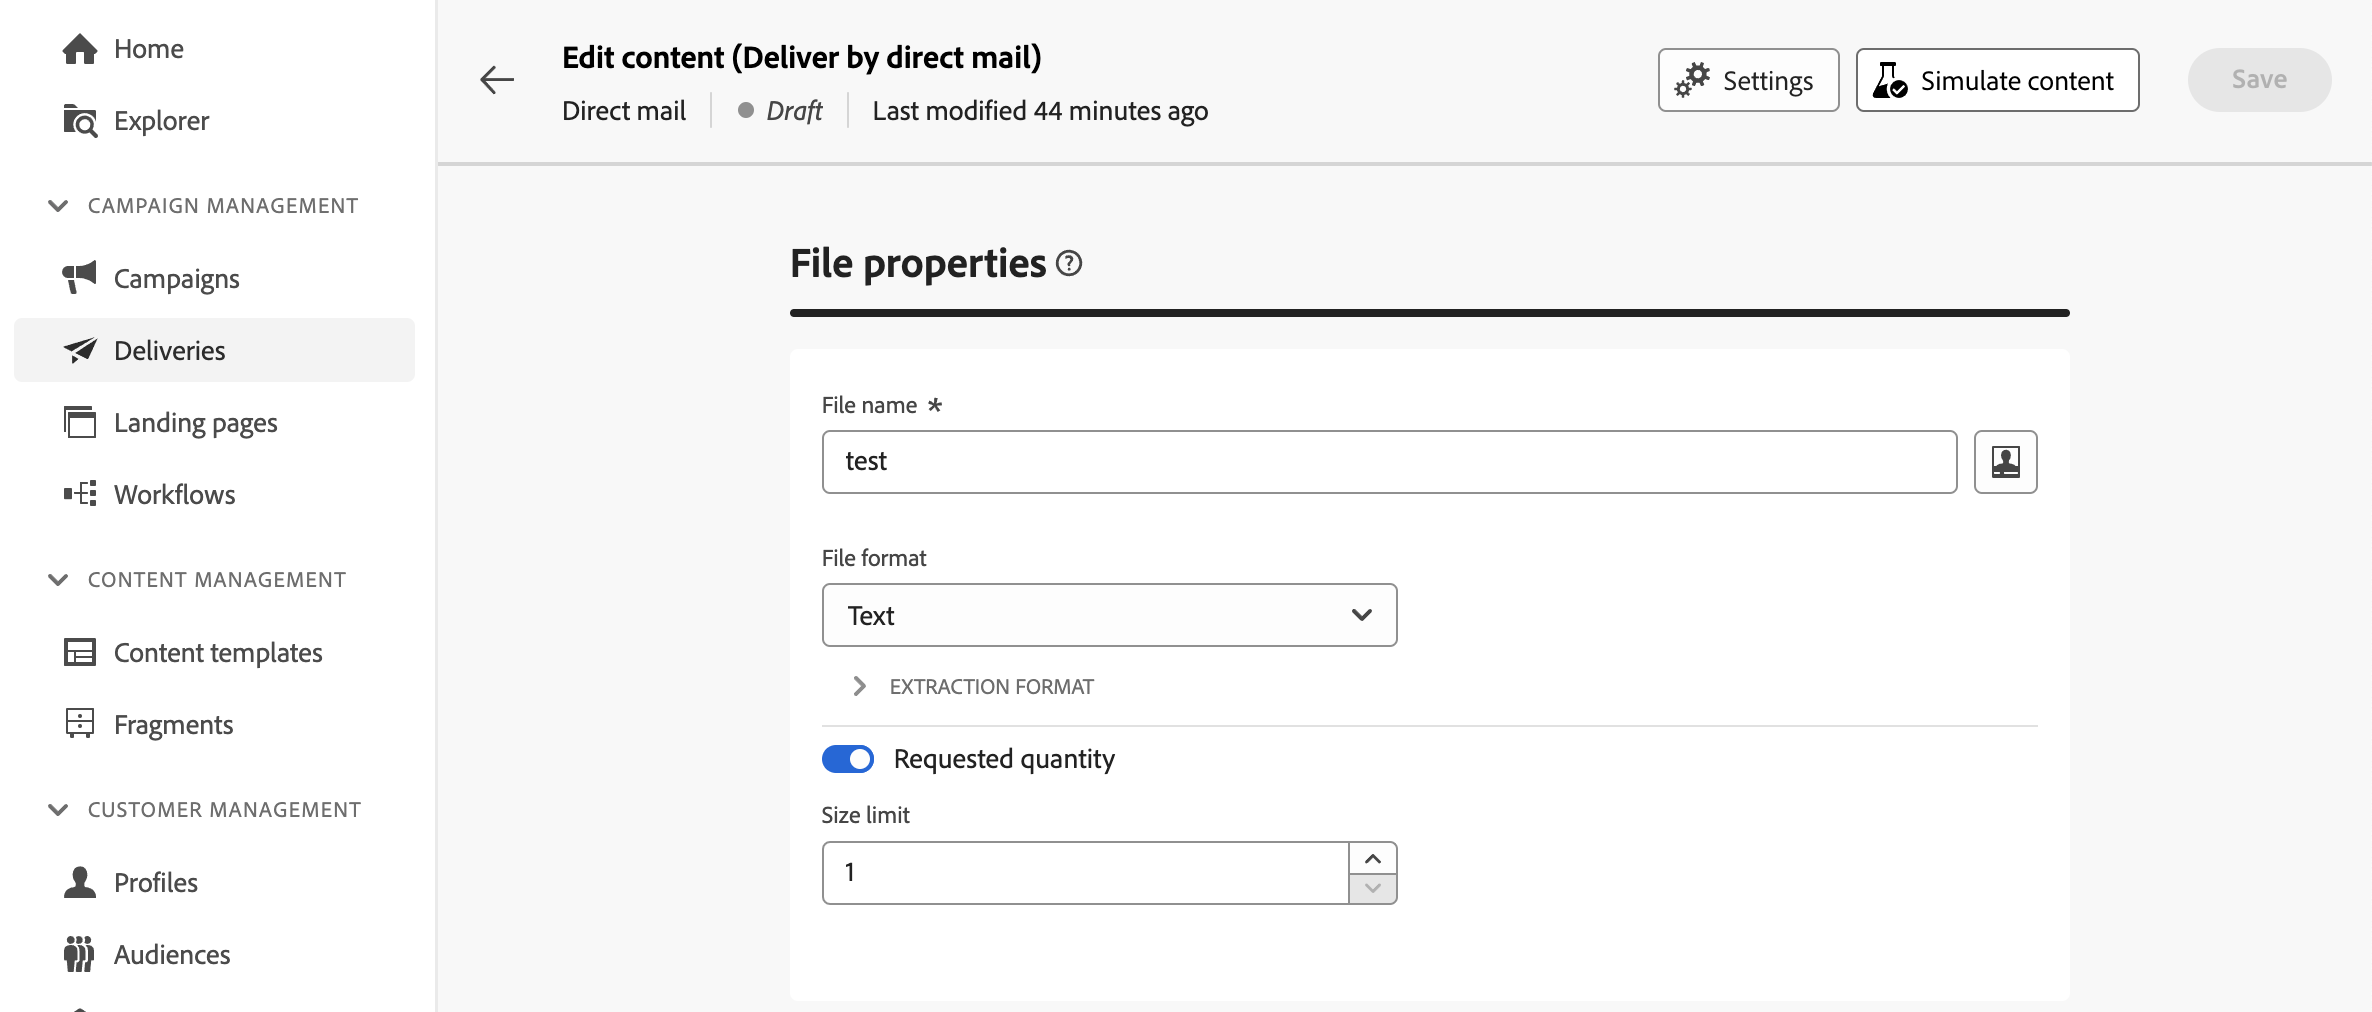 Home
Explorer
CAMPAIGN MANAGEMENT
Campaigns
Deliveries
Landing pages
Workflows
CONTENT MANAGEMENT
Content templates
Fragments
CUSTOMER MANAGEMENT
Profiles
Audiences
Edit content (Deliver by direct mail)
Direct mail
Draft
Last modified 44 minutes ago
Settings
Simulate content
Save
File properties
File name *
test
File format
Text
EXTRACTION FORMAT
Requested quantity
Size limit
1